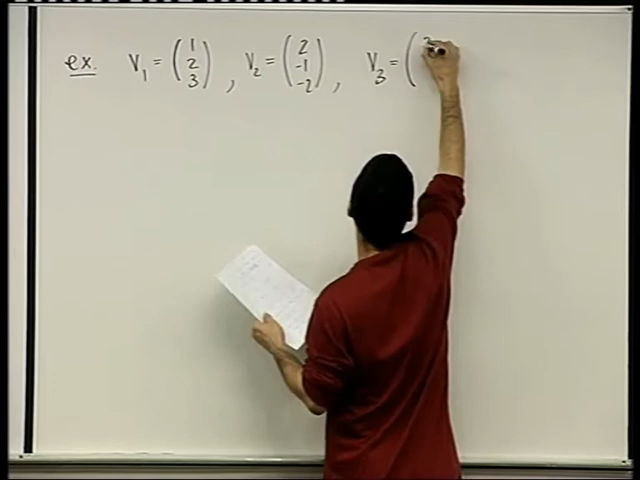 ex. V₁ = (1 2 3), V₂ = (2 -1 -2), V₃ = (